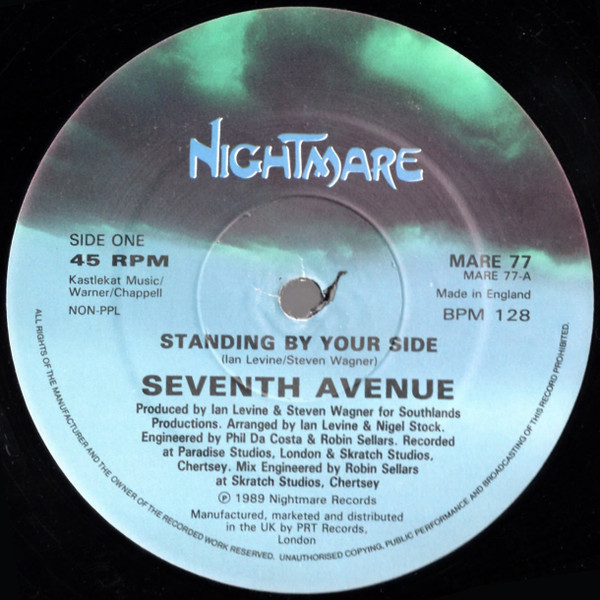 NIGHTMARE
SIDE ONE
45 RPM
Kastlekat Music/
Warner/Chappell
NON-PPL
MARE 77
MARE 77-A
Made in England
BPM 128
STANDING BY YOUR SIDE
(Ian Levine/Steven Wagner)
SEVENTH AVENUE
Produced by Ian Levine & Steven Wagner for Southlands
Productions. Arranged by Ian Levine & Nigel Stock.
Engineered by Phil Da Costa & Robin Sellars. Recorded
at Paradise Studios, London & Skratch Studios,
Chertsey. Mix Engineered by Robin Sellars
at Skratch Studios, Chertsey
℗ 1989 Nightmare Records
Manufactured, marketed and distributed
in the UK by PRT Records,
London
ALL RIGHTS OF THE MANUFACTURER AND THE OWNER OF THE RECORDED WORK RESERVED. UNAUTHORISED COPYING, PUBLIC PERFORMANCE AND BROADCASTING OF THIS RECORD PROHIBITED.